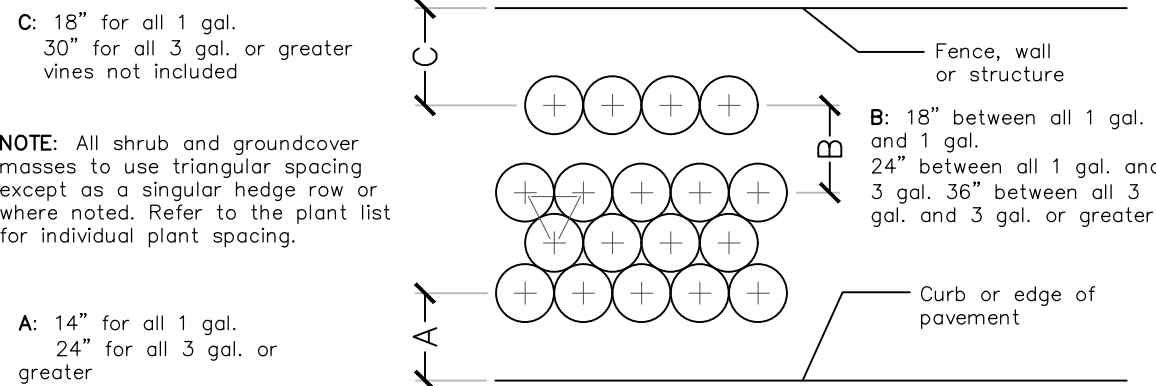 C: 18" for all 1 gal.
30" for all 3 gal. or greater
vines not included
C
Fence, wall
or structure
NOTE: All shrub and groundcover
masses to use triangular spacing
except as a singular hedge row or
where noted. Refer to the plant list
for individual plant spacing.
B
B: 18" between all 1 gal.
and 1 gal.
24" between all 1 gal. and
3 gal. 36" between all 3
gal. and 3 gal. or greater
A: 14" for all 1 gal.
24" for all 3 gal. or
greater
A
Curb or edge of
pavement